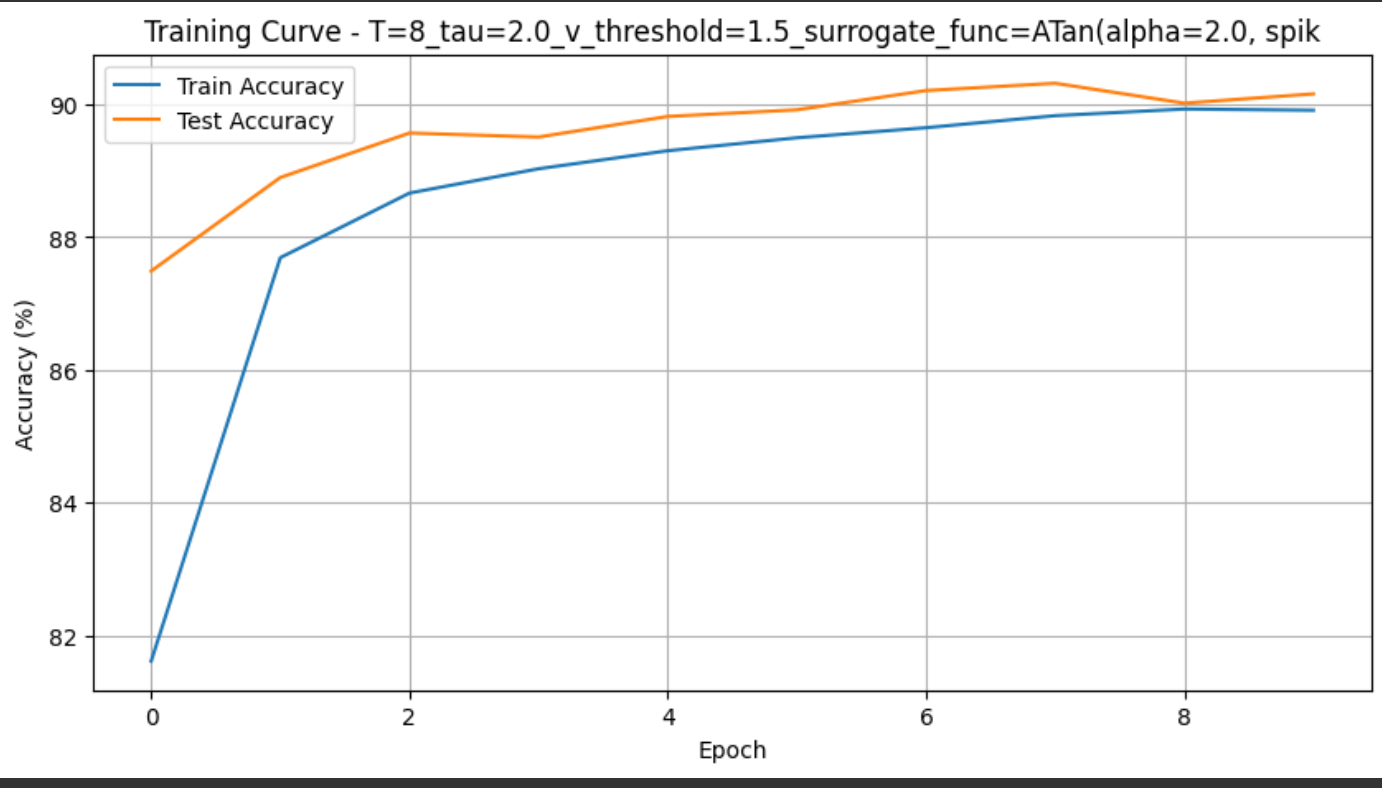 Training Curve - T=8_tau=2.0_v_threshold=1.5_surrogate_func=ATan(alpha=2.0, spik
Train Accuracy
Test Accuracy
90
88
86
84
82
Accuracy (%)
0 2 4 6 8
Epoch